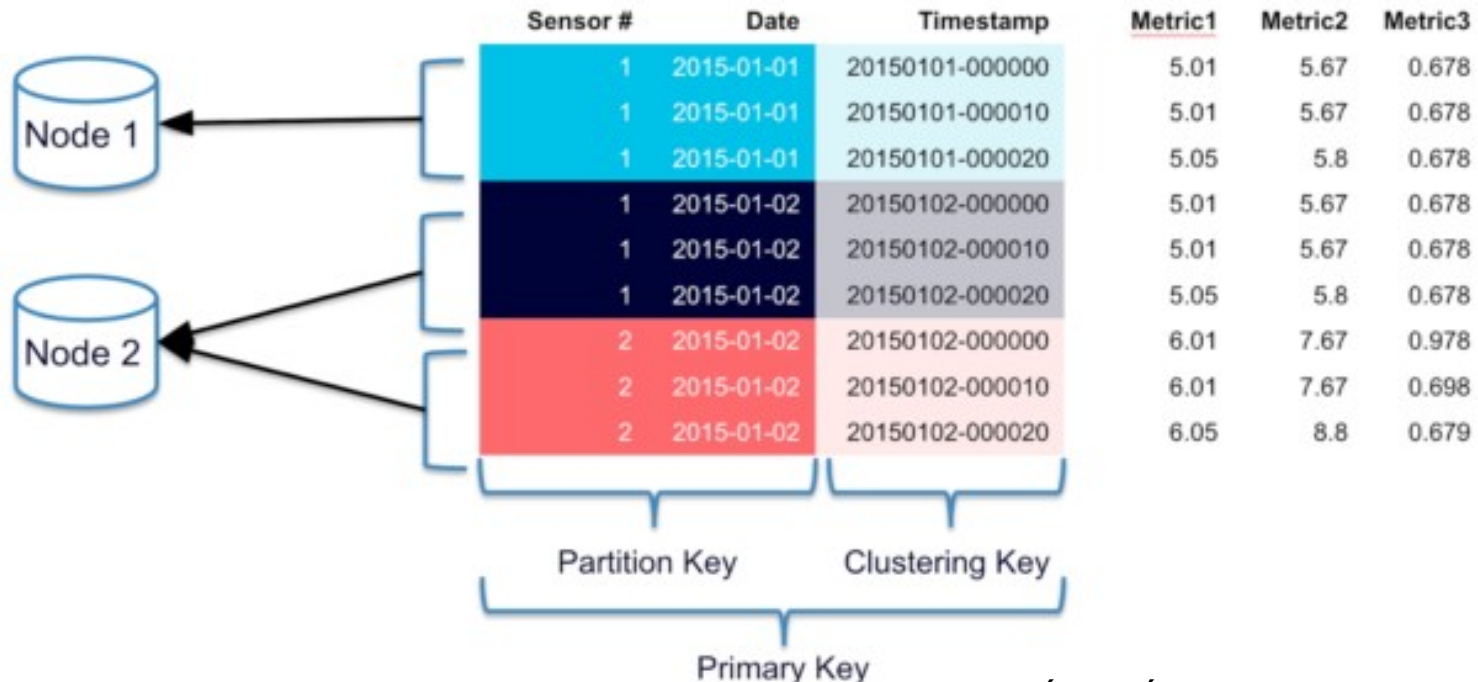 Sensor # Date Timestamp Metric1 Metric2 Metric3
1 2015-01-01 20150101-000000 5.01 5.67 0.678
1 2015-01-01 20150101-000010 5.01 5.67 0.678
1 2015-01-01 20150101-000020 5.05 5.8 0.678
1 2015-01-02 20150102-000000 5.01 5.67 0.678
1 2015-01-02 20150102-000010 5.01 5.67 0.678
1 2015-01-02 20150102-000020 5.05 5.8 0.678
2 2015-01-02 20150102-000000 6.01 7.67 0.978
2 2015-01-02 20150102-000010 6.01 7.67 0.698
2 2015-01-02 20150102-000020 6.05 8.8 0.679
Node 1
Node 2
Partition Key Clustering Key
Primary Key